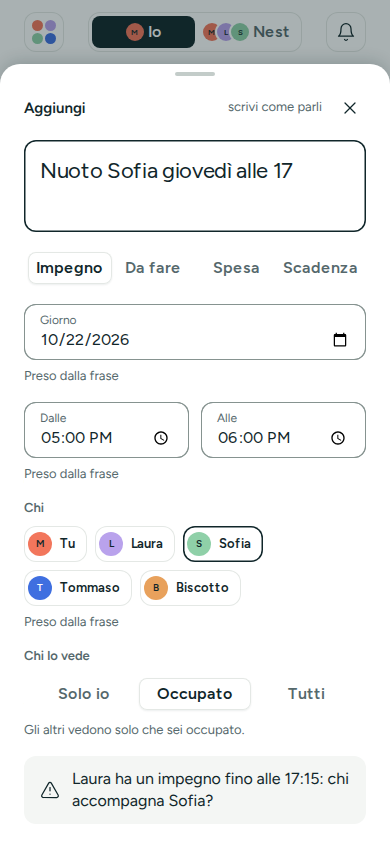 M Io M L S Nest
Aggiungi scrivi come parli
Nuoto Sofia giovedì alle 17
Impegno Da fare Spesa Scadenza
Giorno
10/22/2026
Preso dalla frase
Dalle Alle
05:00 PM 06:00 PM
Preso dalla frase
Chi
M Tu L Laura S Sofia
T Tommaso B Biscotto
Preso dalla frase
Chi lo vede
Solo io Occupato Tutti
Gli altri vedono solo che sei occupato.
Laura ha un impegno fino alle 17:15: chi
accompagna Sofia?